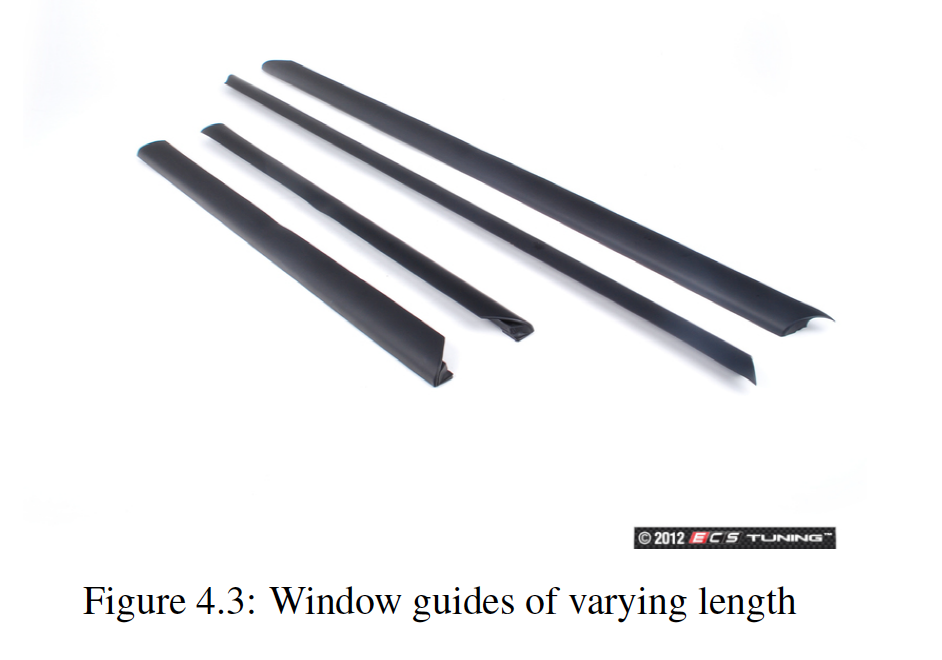 © 2012 ECS TUNING™
Figure 4.3: Window guides of varying length